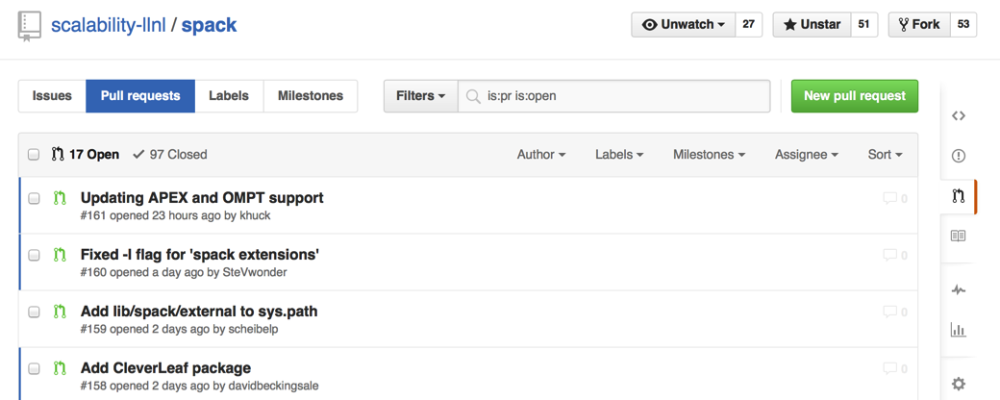 scalability-llnl / spack
Unwatch 27 Unstar 51 Fork 53
Issues Pull requests Labels Milestones Filters is:pr is:open New pull request
17 Open 97 Closed Author Labels Milestones Assignee Sort
Updating APEX and OMPT support 0
#161 opened 23 hours ago by khuck
Fixed -l flag for 'spack extensions' 0
#160 opened a day ago by SteVwonder
Add lib/spack/external to sys.path 0
#159 opened 2 days ago by scheibelp
Add CleverLeaf package 0
#158 opened 2 days ago by davidbeckingsale